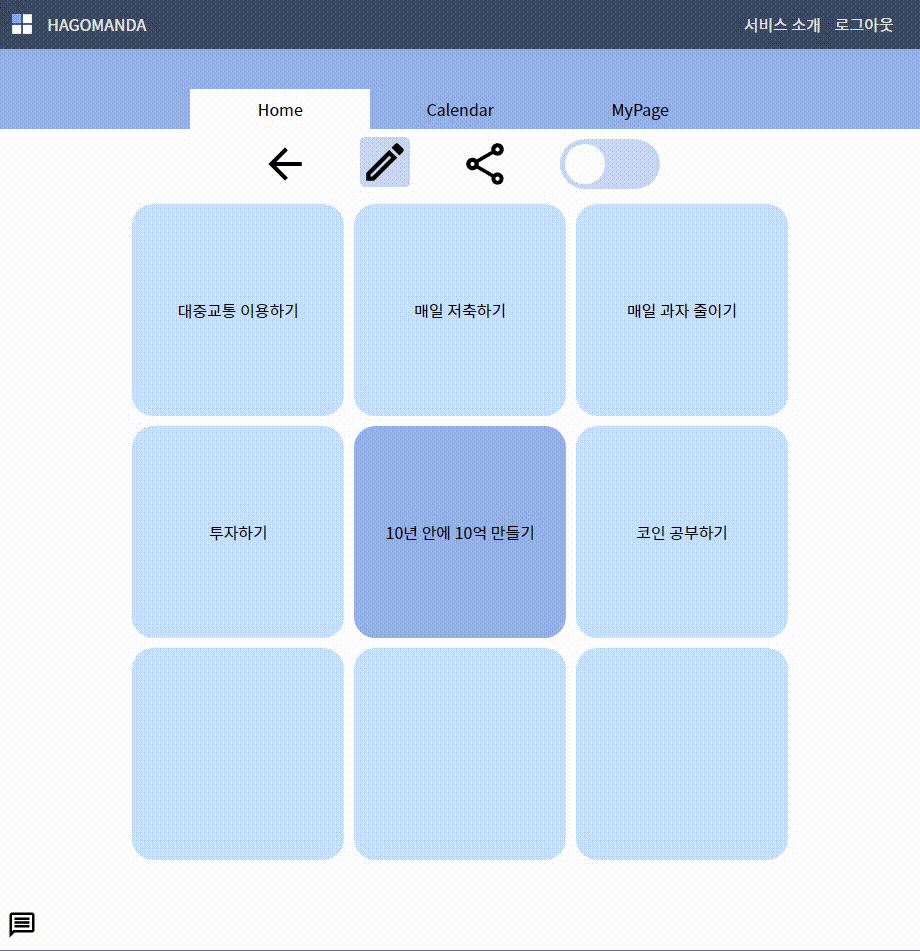 HAGOMANDA
서비스 소개
로그아웃
Home
Calendar
MyPage
대중교통 이용하기
매일 저축하기
매일 과자 줄이기
투자하기
10년 안에 10억 만들기
코인 공부하기